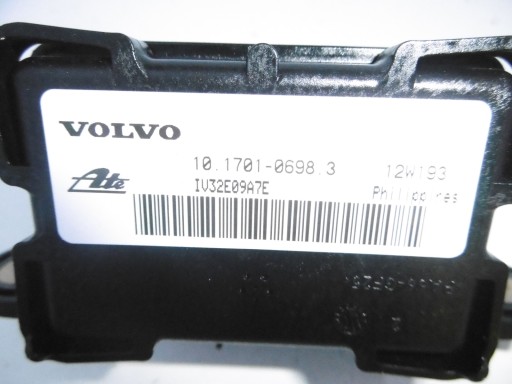 VOLVO
10.1701-0698.3 12W193
Ate IV32E09A7E Philippines